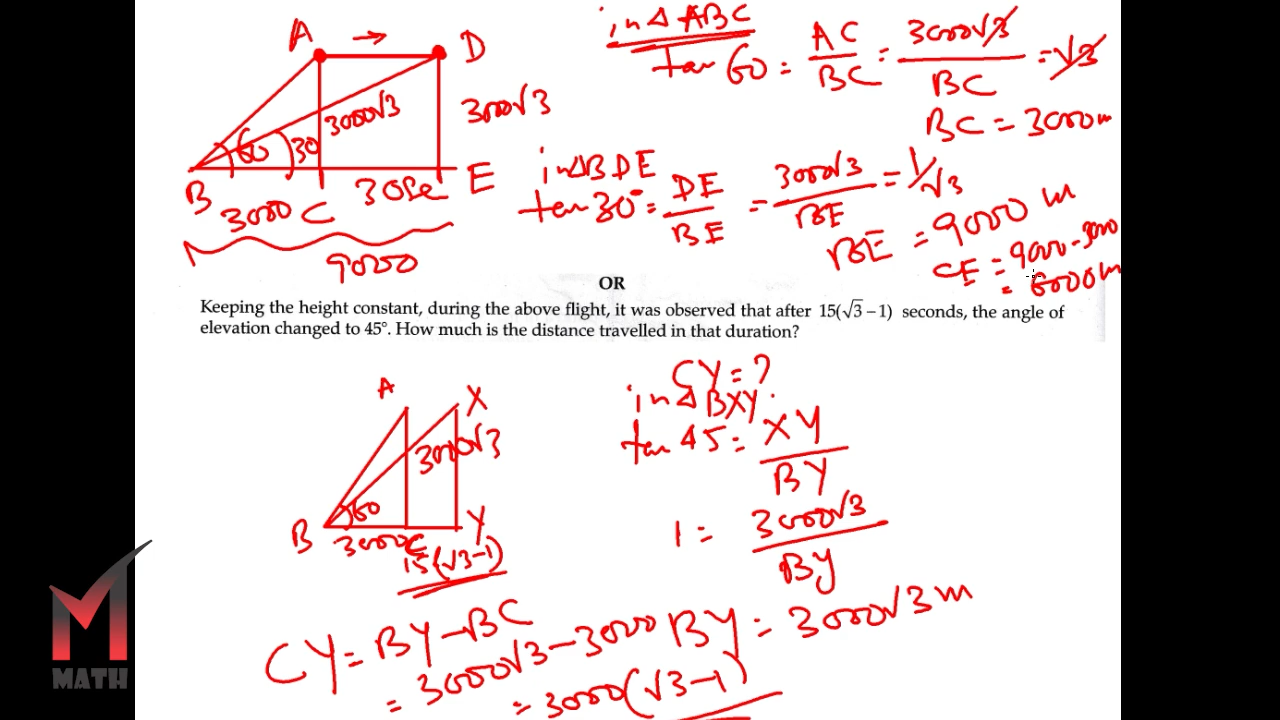 A → D
60 30 3000√3 3000√3
B 3000 C 30 sec E
9000
in Δ ABC
tan 60 = AC/BC = 3000√3/BC = √3
BC = 3000m
in Δ BDE
tan 30° = DE/BE = 3000√3/BE = 1/√3
BE = 9000 m
CE = 9000-3000
= 6000m
OR
Keeping the height constant, during the above flight, it was observed that after 15(√3 – 1) seconds, the angle of
elevation changed to 45°. How much is the distance travelled in that duration?
A X
3000√3
60
B 3000 C Y
15(√3-1)
CY = ?
in Δ BXY
tan 45 = XY/BY
1 = 3000√3/BY
BY = 3000√3 m
CY = BY - BC
= 3000√3 - 3000
= 3000(√3-1)
MATH